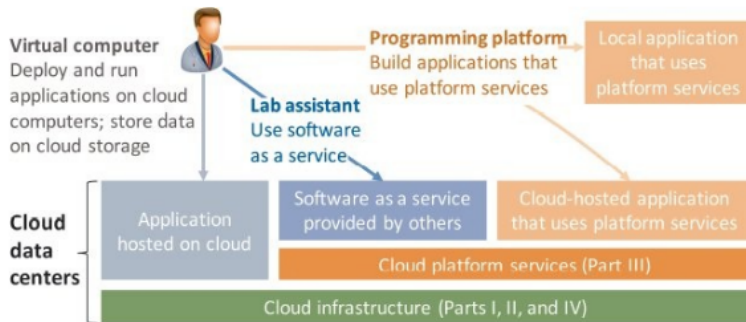 Virtual computer
Deploy and run
applications on cloud
computers; store data
on cloud storage
Programming platform
Build applications that
use platform services
Local application
that uses
platform services
Lab assistant
Use software
as a service
Cloud
data
centers
Application
hosted on cloud
Software as a service
provided by others
Cloud-hosted application
that uses platform services
Cloud platform services (Part III)
Cloud infrastructure (Parts I, II, and IV)